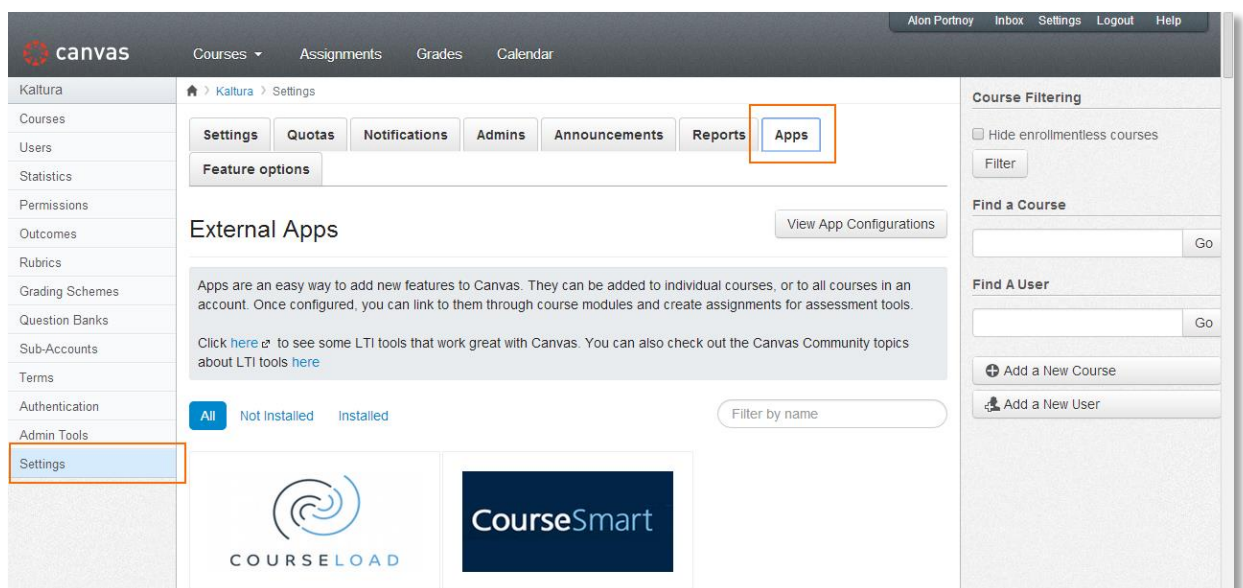 Alon Portnoy Inbox Settings Logout Help
canvas Courses Assignments Grades Calendar
Kaltura
Courses
Users
Statistics
Permissions
Outcomes
Rubrics
Grading Schemes
Question Banks
Sub-Accounts
Terms
Authentication
Admin Tools
Settings
Kaltura > Settings
Settings Quotas Notifications Admins Announcements Reports Apps
Feature options
External Apps
View App Configurations
Apps are an easy way to add new features to Canvas. They can be added to individual courses, or to all courses in an
account. Once configured, you can link to them through course modules and create assignments for assessment tools.
Click here to see some LTI tools that work great with Canvas. You can also check out the Canvas Community topics
about LTI tools here
All Not Installed Installed
Filter by name
COURSELOAD
CourseSmart
Course Filtering
Hide enrollmentless courses
Filter
Find a Course
Go
Find A User
Go
Add a New Course
Add a New User